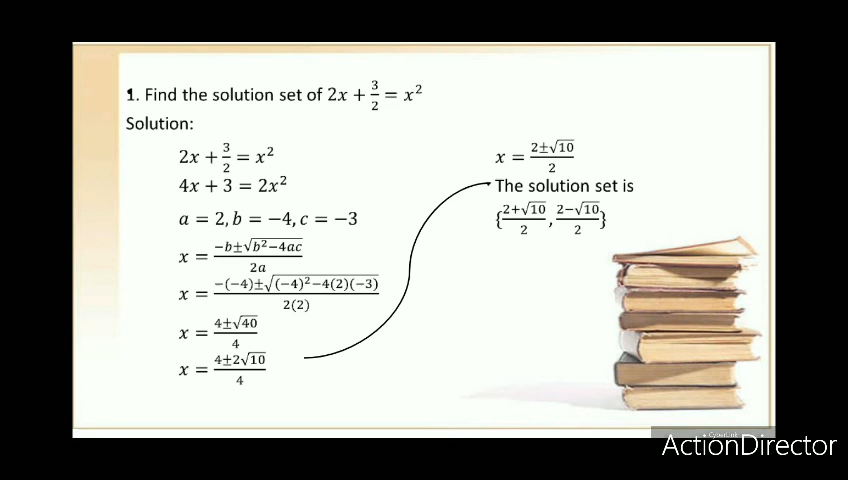 1. Find the solution set of 2x + 3/2 = x²
Solution:
2x + 3/2 = x²
4x + 3 = 2x²
a = 2, b = −4, c = −3
x = (−b±√(b²−4ac))/2a
x = (−(−4)±√((−4)²−4(2)(−3)))/2(2)
x = (4±√40)/4
x = (4±2√10)/4
x = (2±√10)/2
The solution set is
{(2+√10)/2, (2−√10)/2}
CyberLink
ActionDirector